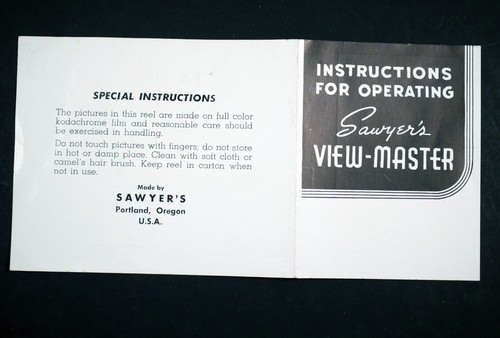 SPECIAL INSTRUCTIONS
The pictures in this reel are made on full color
kodachrome film and reasonable care should
be exercised in handling.
Do not touch pictures with fingers; do not store
in hot or damp place. Clean with soft cloth or
camel's hair brush. Keep reel in carton when
not in use.
Made by
SAWYER'S
Portland, Oregon
U.S.A.
INSTRUCTIONS
FOR OPERATING
Sawyer's
VIEW-MASTER